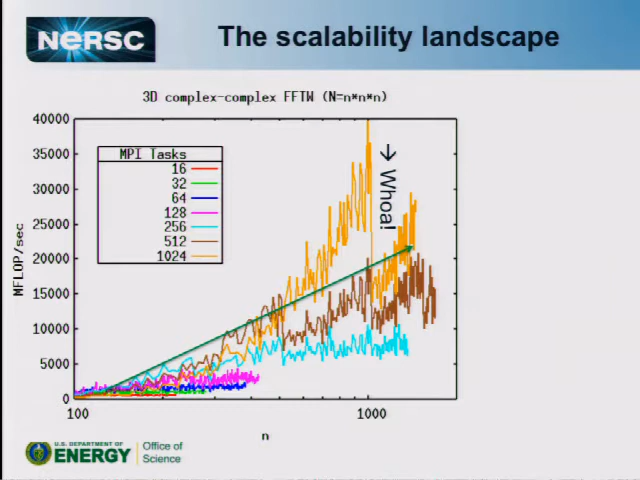 NERSC
The scalability landscape
3D complex-complex FFTW (N=n*n*n)
40000
35000
30000
25000
20000
15000
10000
5000
0
MFLOP/sec
MPI Tasks
16
32
64
128
256
512
1024
→ Whoa!
100
1000
n
U.S. DEPARTMENT OF
ENERGY
Office of
Science